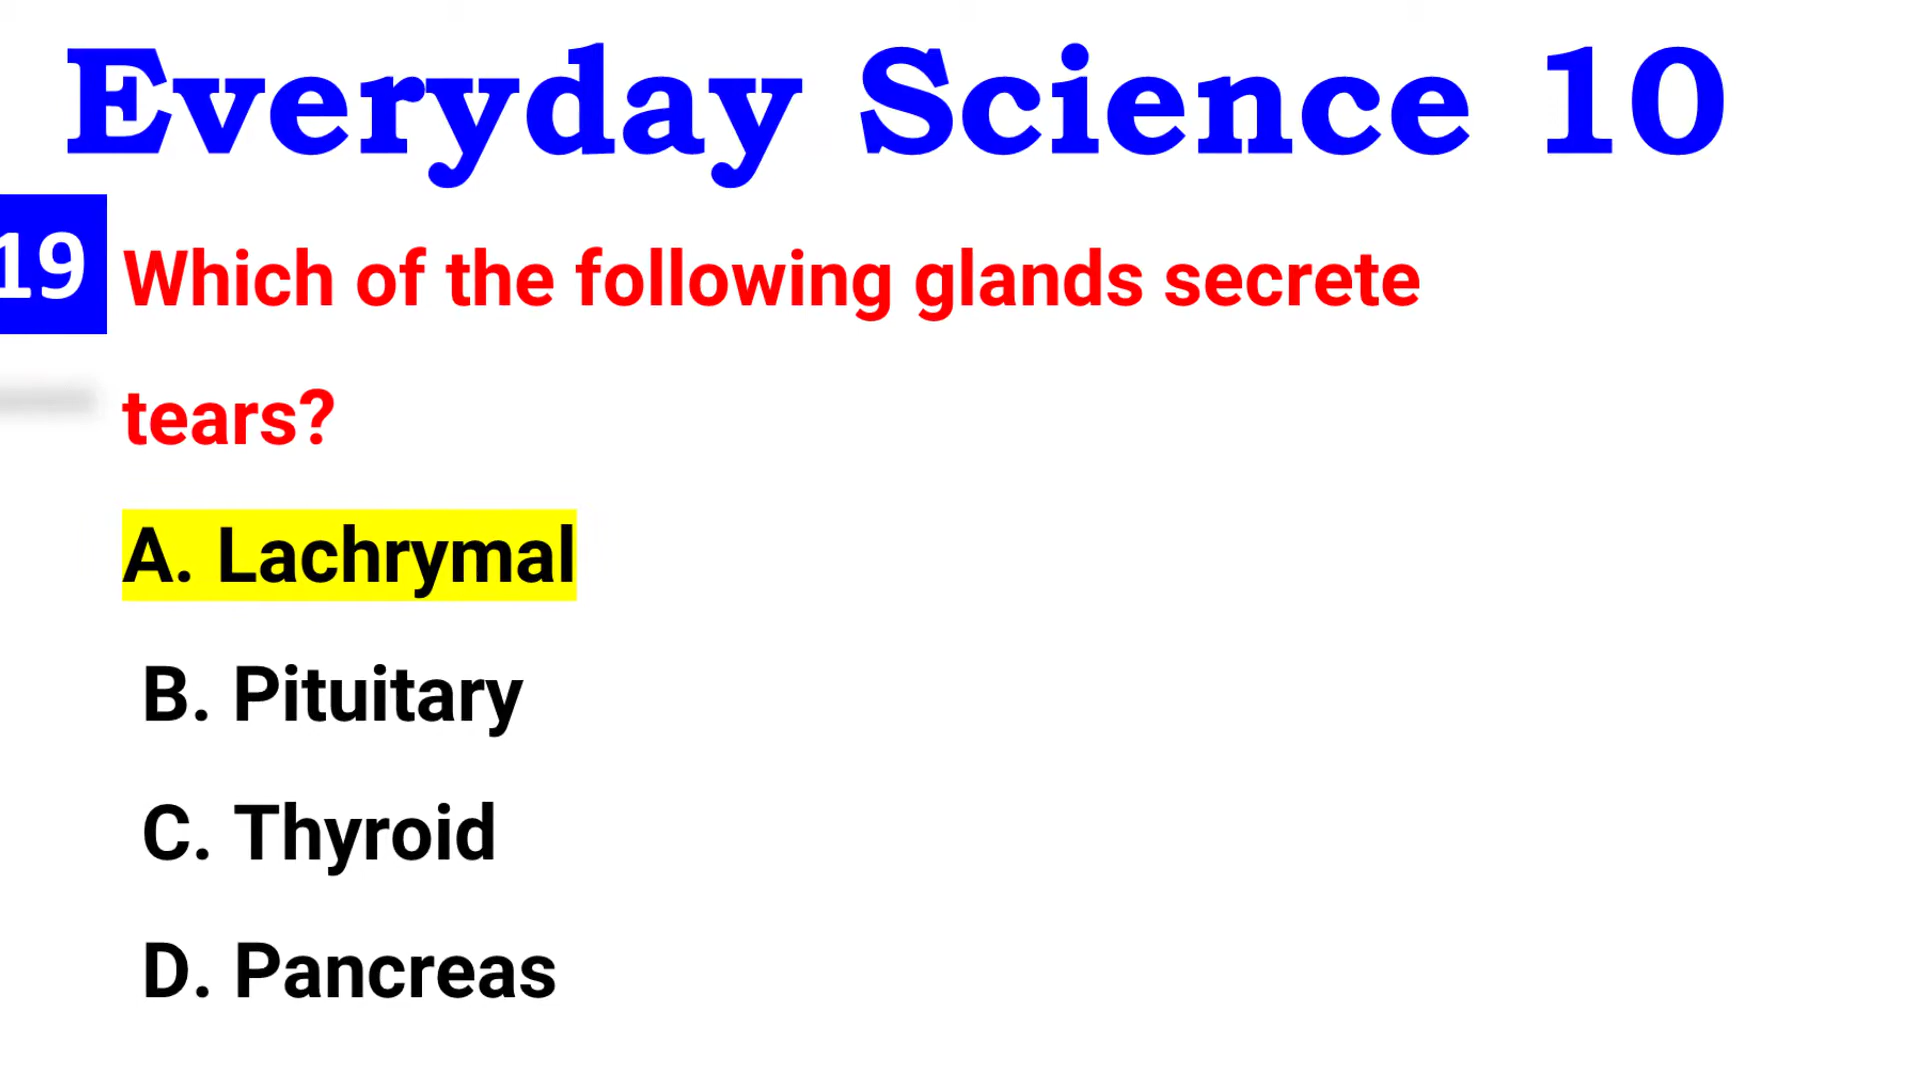 Everyday Science 10
19
Which of the following glands secrete
tears?
A. Lachrymal
B. Pituitary
C. Thyroid
D. Pancreas